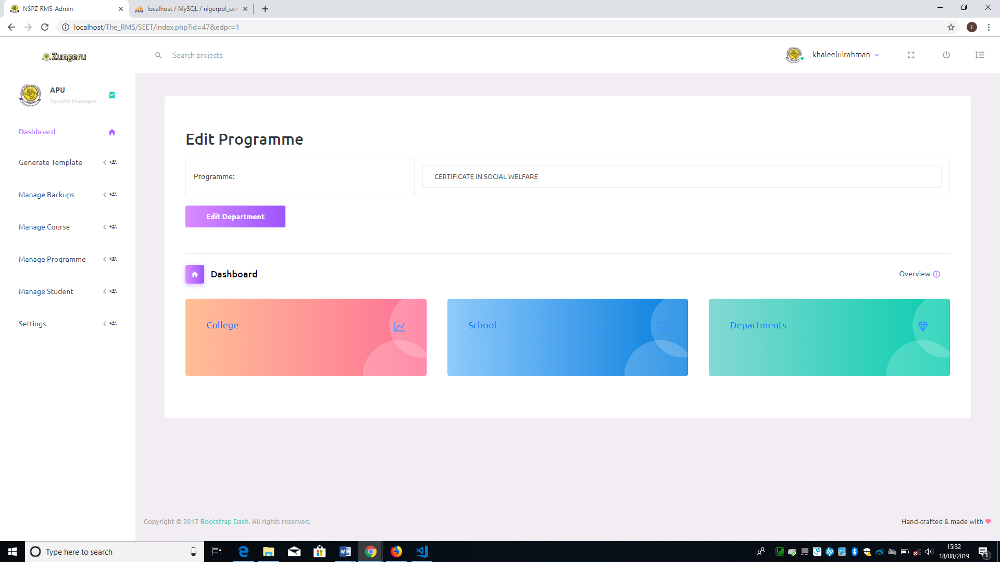 NSPZ RMS-Admin
localhost / MySQL / nigerpol_cor
localhost/The_RMS/SEET/index.php?id=47&edpr=1
Zungeru
Search projects
khaleelulrahman
APU
System Manager
Dashboard
Generate Template
Manage Backups
Manage Course
Manage Programme
Manage Student
Settings
Edit Programme
Programme:
CERTIFICATE IN SOCIAL WELFARE
Edit Department
Dashboard
Overview
College
School
Departments
Copyright © 2017 Bootstrap Dash. All rights reserved.
Hand-crafted & made with
Type here to search
15:32
18/08/2019
1